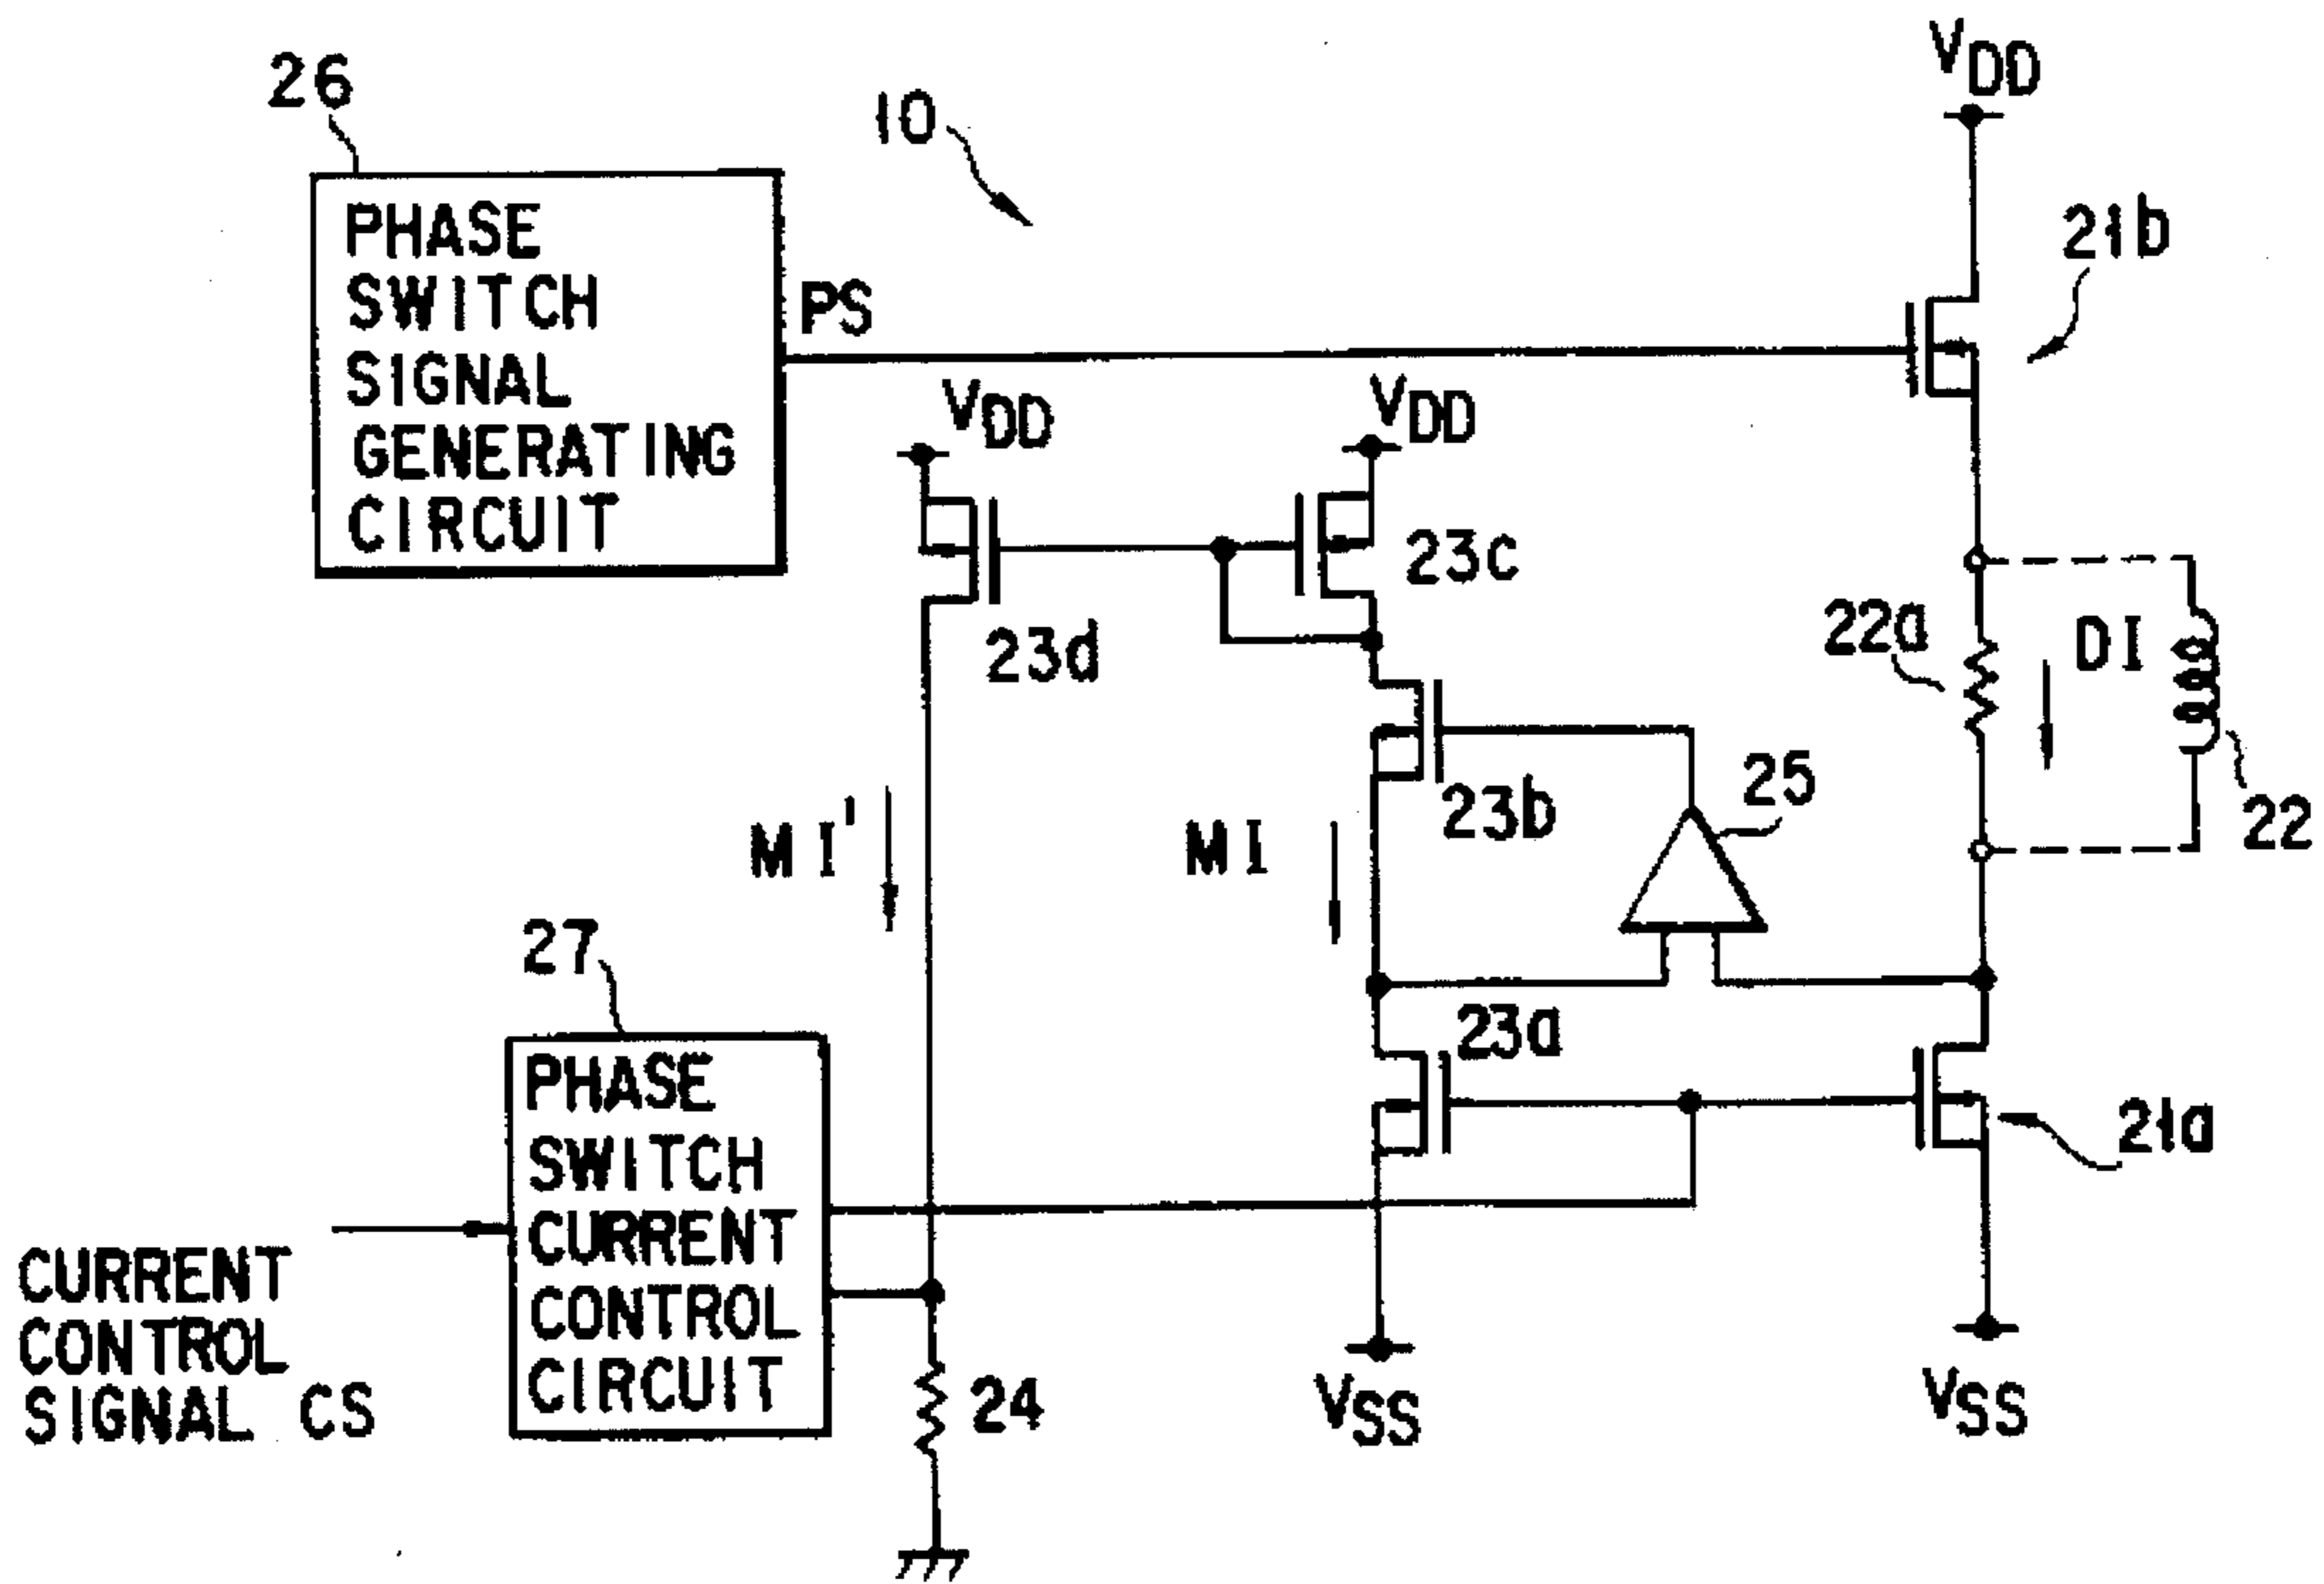 26
10
VDD
21b
PHASE
SWITCH
SIGNAL
GENERATING
CIRCUIT
PS
VDD
VDD
23c
23d
22a
DI
23b
25
22
MI'
MI
27
23a
21a
PHASE
SWITCH
CURRENT
CONTROL
CIRCUIT
CURRENT
CONTROL
SIGNAL CS
24
VSS
VSS